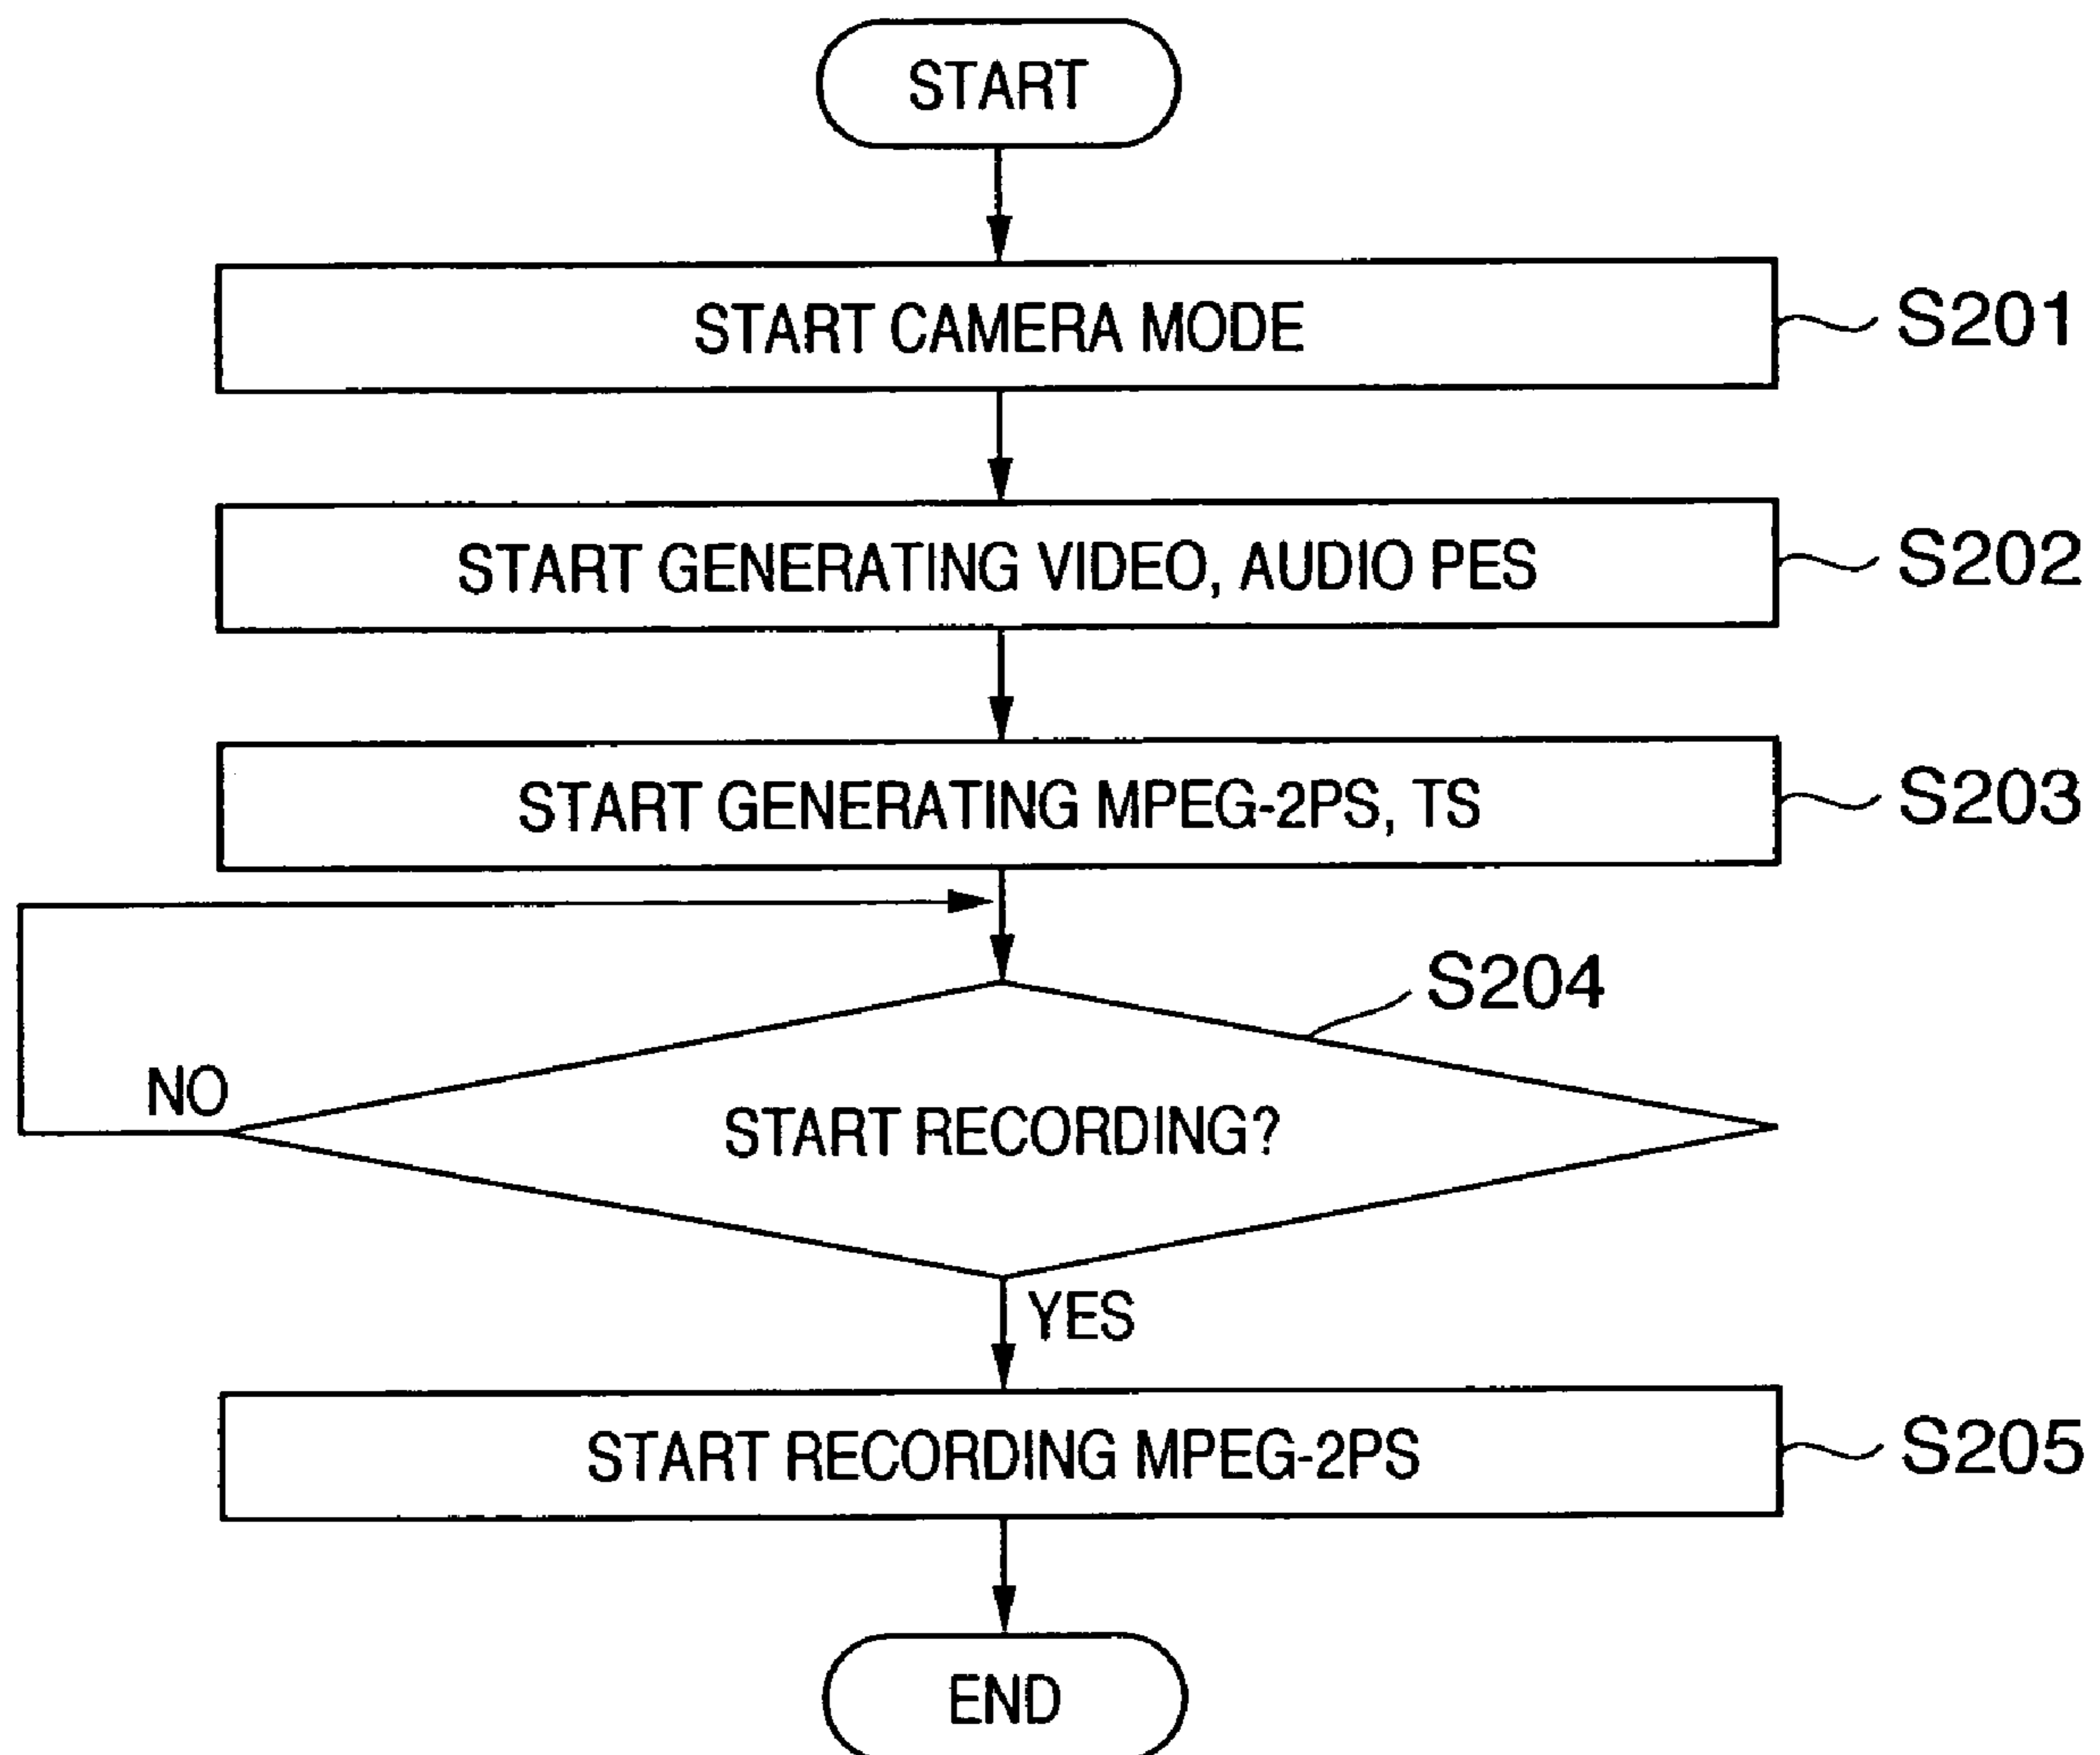 START
START CAMERA MODE
S201
START GENERATING VIDEO, AUDIO PES
S202
START GENERATING MPEG-2PS, TS
S203
S204
NO
START RECORDING?
YES
START RECORDING MPEG-2PS
S205
END